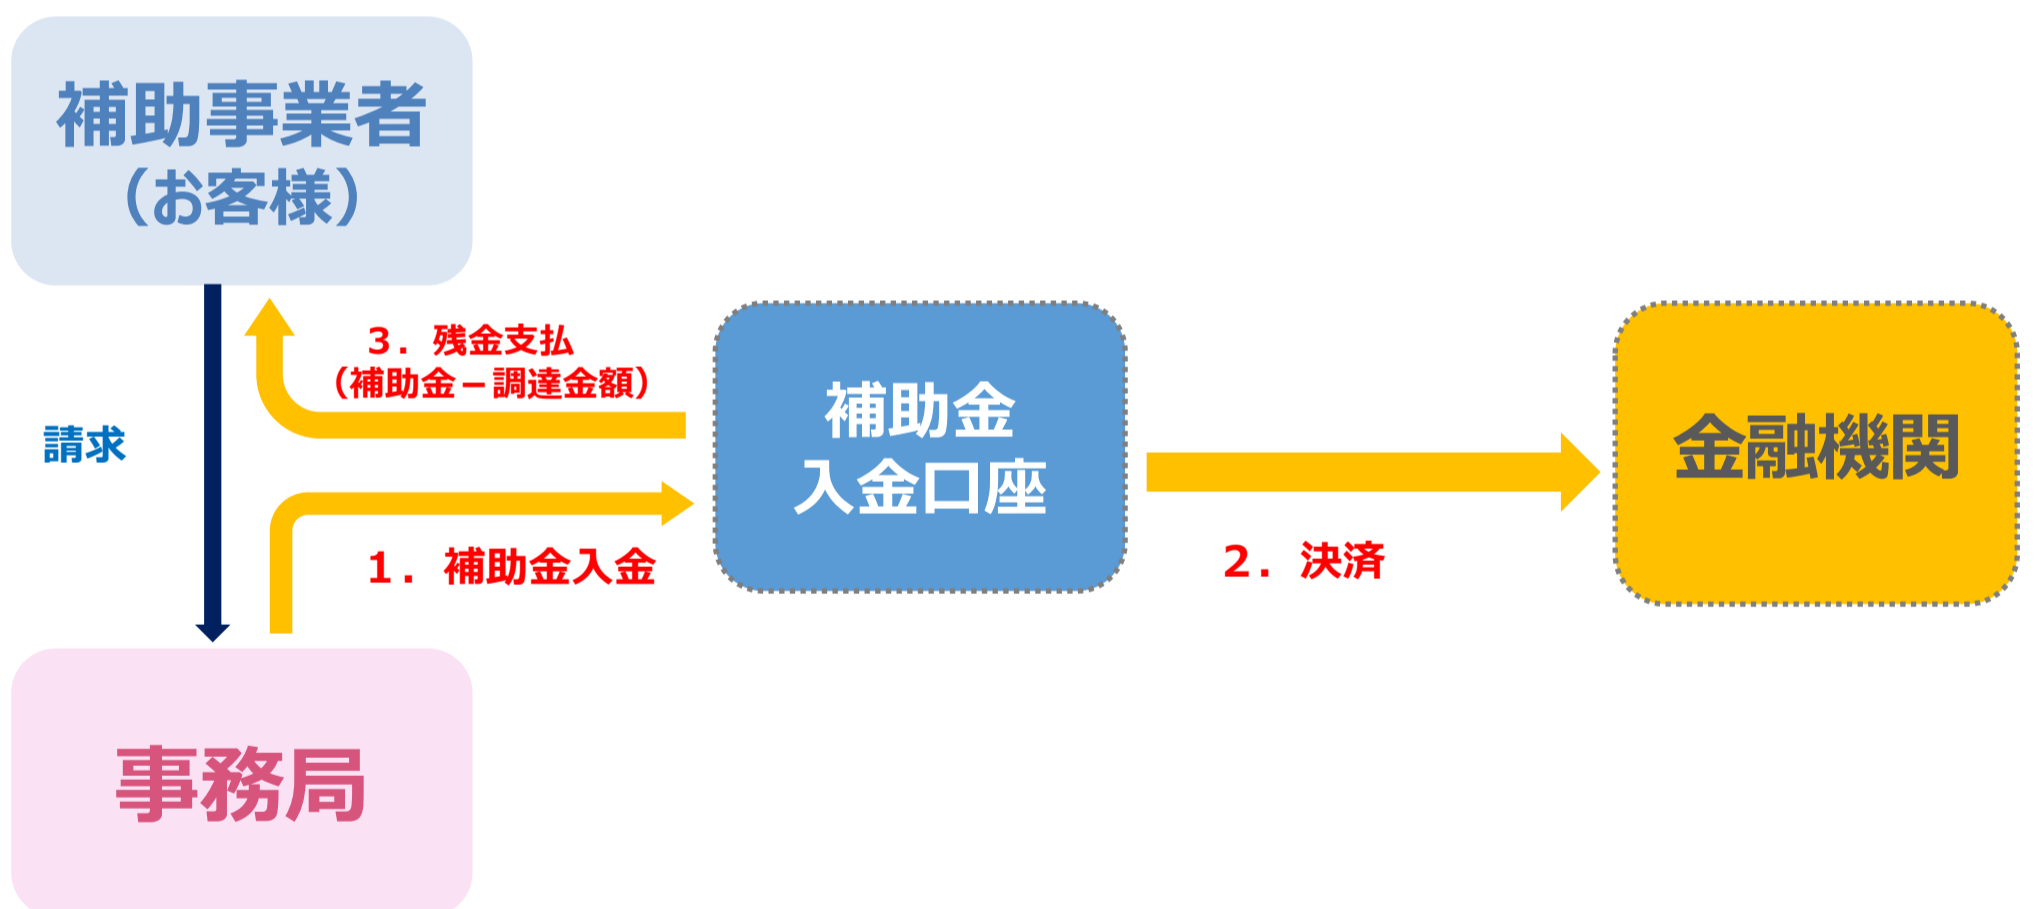 補助事業者
（お客様）
３．残金支払
（補助金－調達金額）
請求
補助金
入金口座
金融機関
１．補助金入金
２．決済
事務局